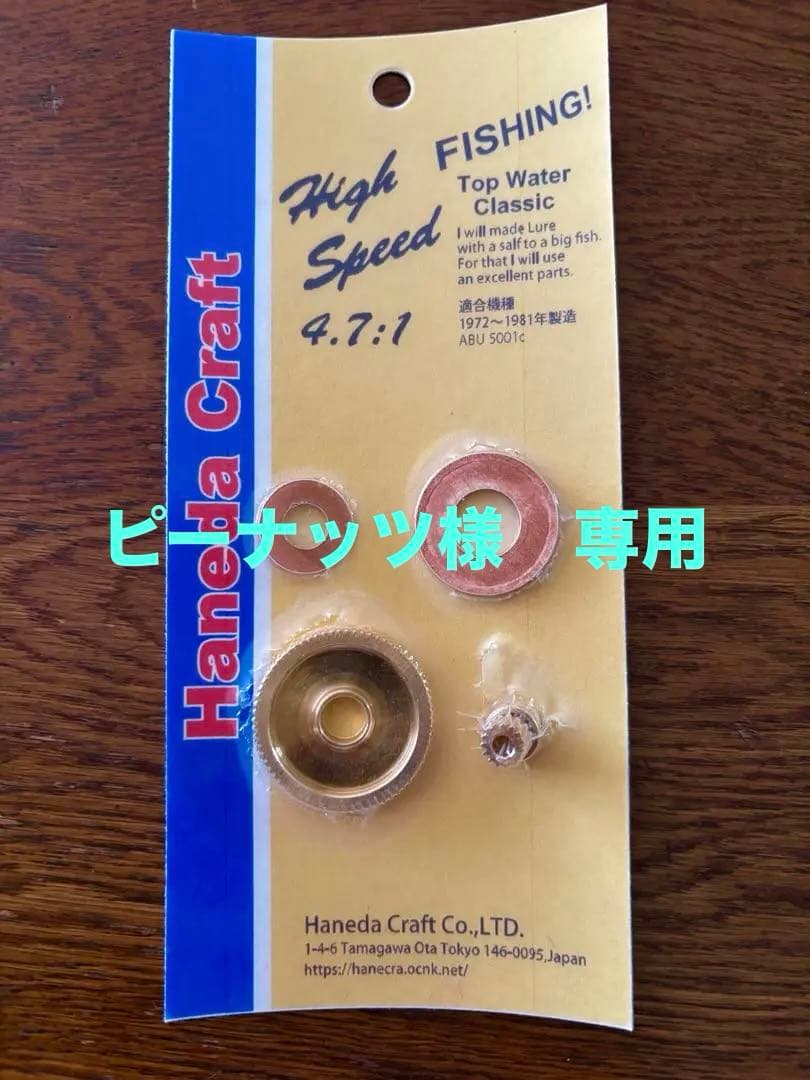 High
Speed
4.7:1
FISHING!
Top Water
Classic
I will made Lure
with a salf to a big fish.
For that I will use
an excellent parts.
適合機種
1972～1981年製造
ABU 5001c
Haneda Craft
ピーナッツ様　専用
Haneda Craft Co.,LTD.
1-4-6 Tamagawa Ota Tokyo 146-0095,Japan
https://hanecra.ocnk.net/